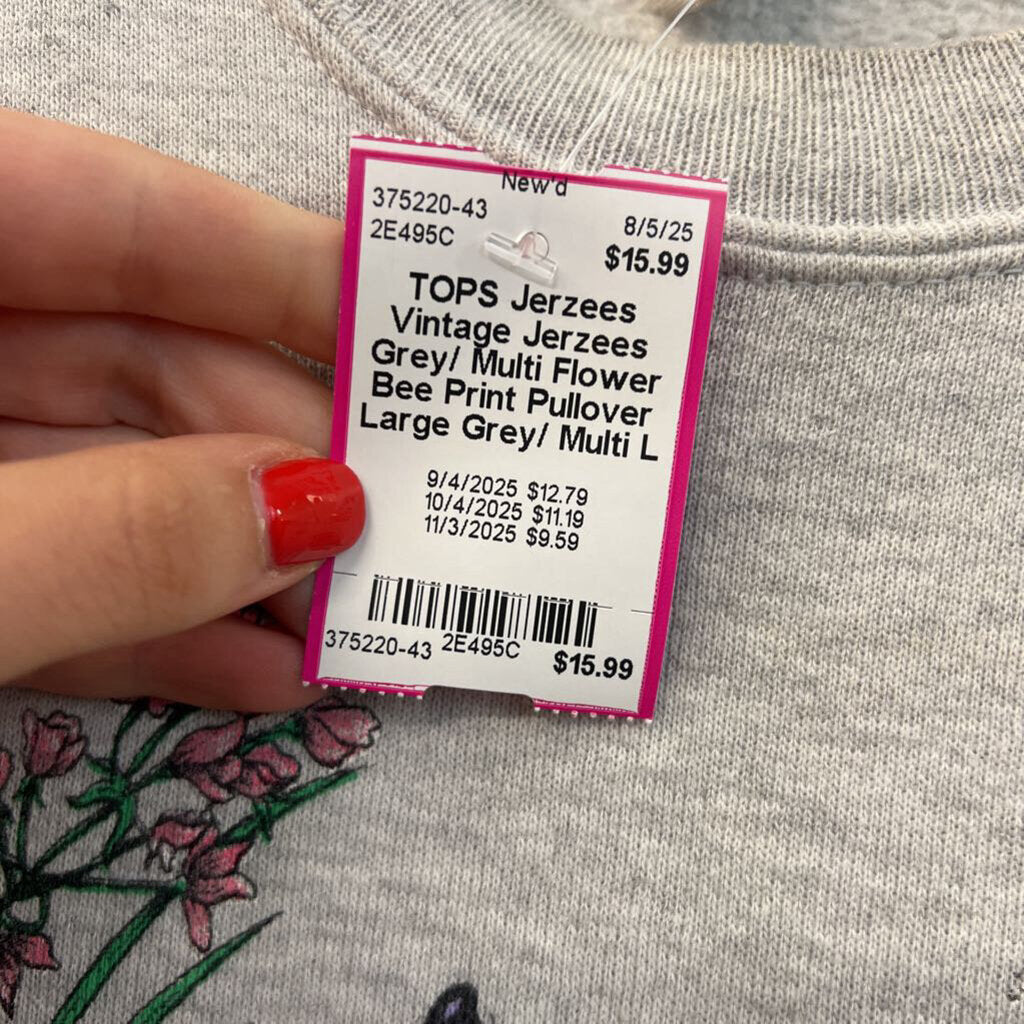 New'd
375220-43 8/5/25
2E495C $15.99
TOPS Jerzees
Vintage Jerzees
Grey/ Multi Flower
Bee Print Pullover
Large Grey/ Multi L
9/4/2025 $12.79
10/4/2025 $11.19
11/3/2025 $9.59
375220-43 2E495C $15.99